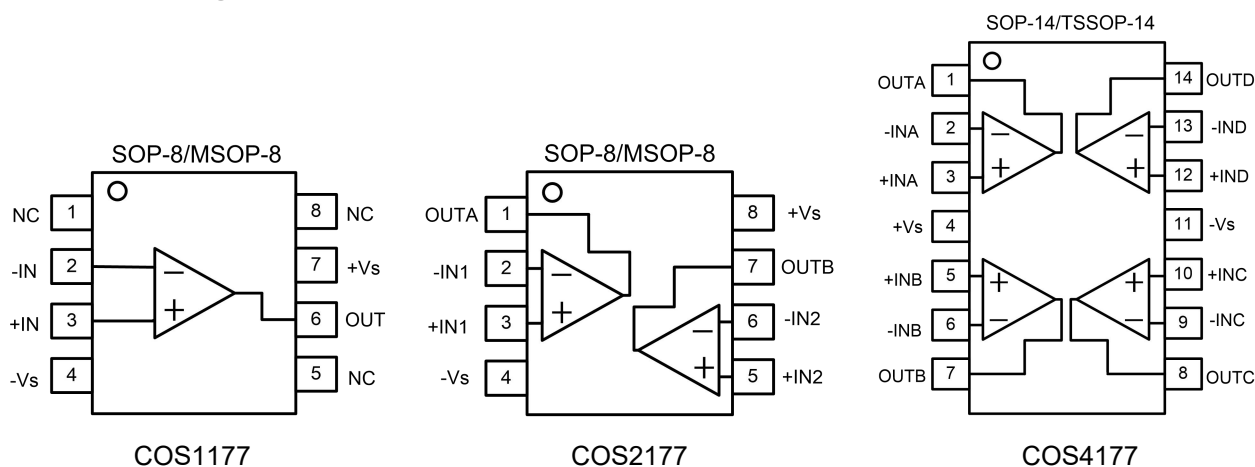 SOP-8/MSOP-8
NC 1
-IN 2
+IN 3
-Vs 4
8 NC
7 +Vs
6 OUT
5 NC
−
+
COS1177
SOP-8/MSOP-8
OUTA 1
-IN1 2
+IN1 3
-Vs 4
8 +Vs
7 OUTB
6 -IN2
5 +IN2
−
+
−
+
COS2177
SOP-14/TSSOP-14
OUTA 1
-INA 2
+INA 3
+Vs 4
+INB 5
-INB 6
OUTB 7
14 OUTD
13 -IND
12 +IND
11 -Vs
10 +INC
9 -INC
8 OUTC
−
+
−
+
+
−
+
−
COS4177